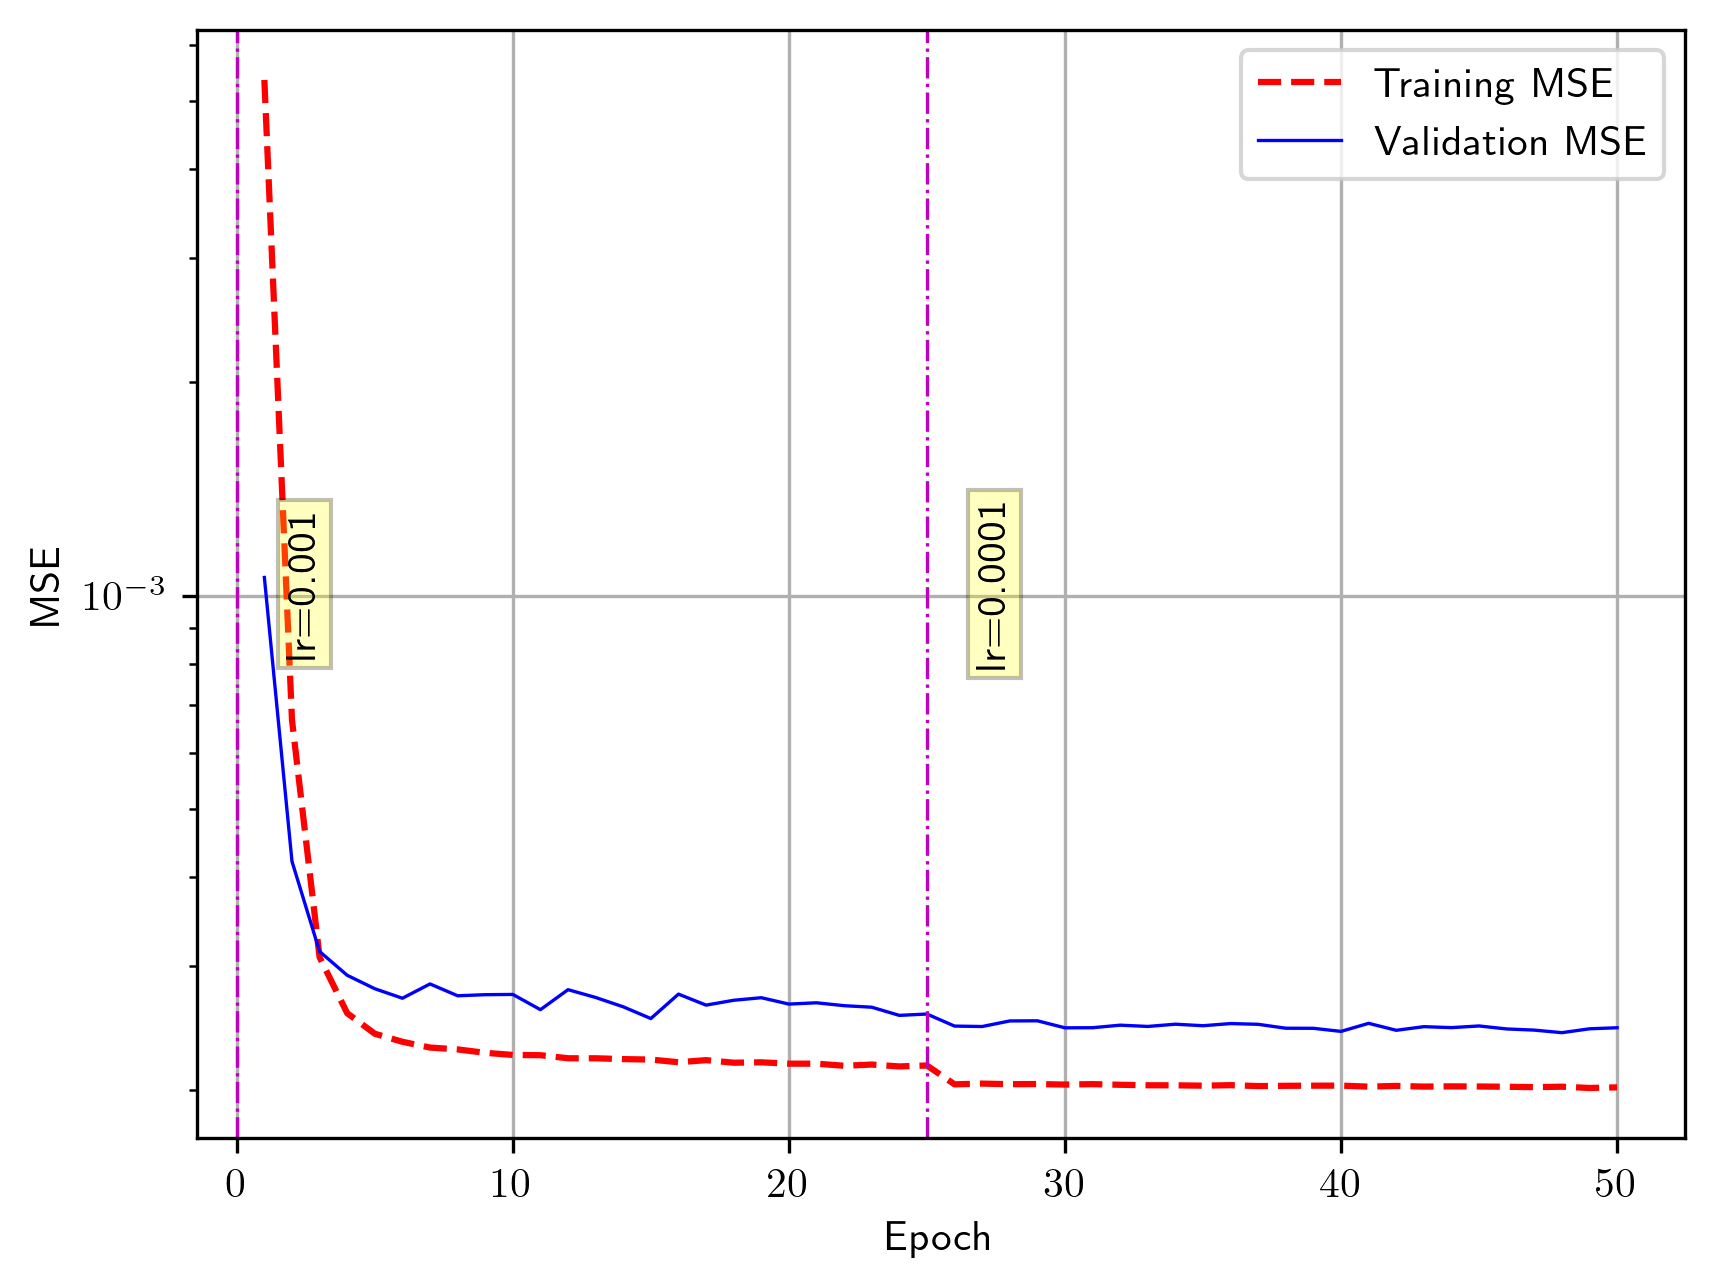 Training MSE
Validation MSE
MSE
10⁻³
lr=0.001
lr=0.0001
0 10 20 30 40 50
Epoch